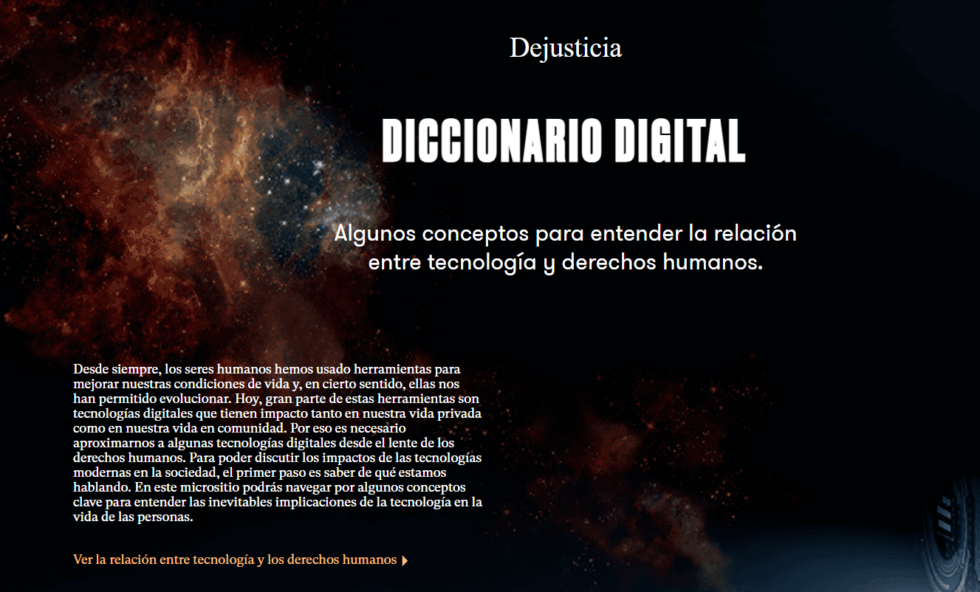 Dejusticia
DICCIONARIO DIGITAL
Algunos conceptos para entender la relación
entre tecnología y derechos humanos.
Desde siempre, los seres humanos hemos usado herramientas para
mejorar nuestras condiciones de vida y, en cierto sentido, ellas nos
han permitido evolucionar. Hoy, gran parte de estas herramientas son
tecnologías digitales que tienen impacto tanto en nuestra vida privada
como en nuestra vida en comunidad. Por eso es necesario
aproximarnos a algunas tecnologías digitales desde el lente de los
derechos humanos. Para poder discutir los impactos de las tecnologías
modernas en la sociedad, el primer paso es saber de qué estamos
hablando. En este micrositio podrás navegar por algunos conceptos
clave para entender las inevitables implicaciones de la tecnología en la
vida de las personas.
Ver la relación entre tecnología y los derechos humanos